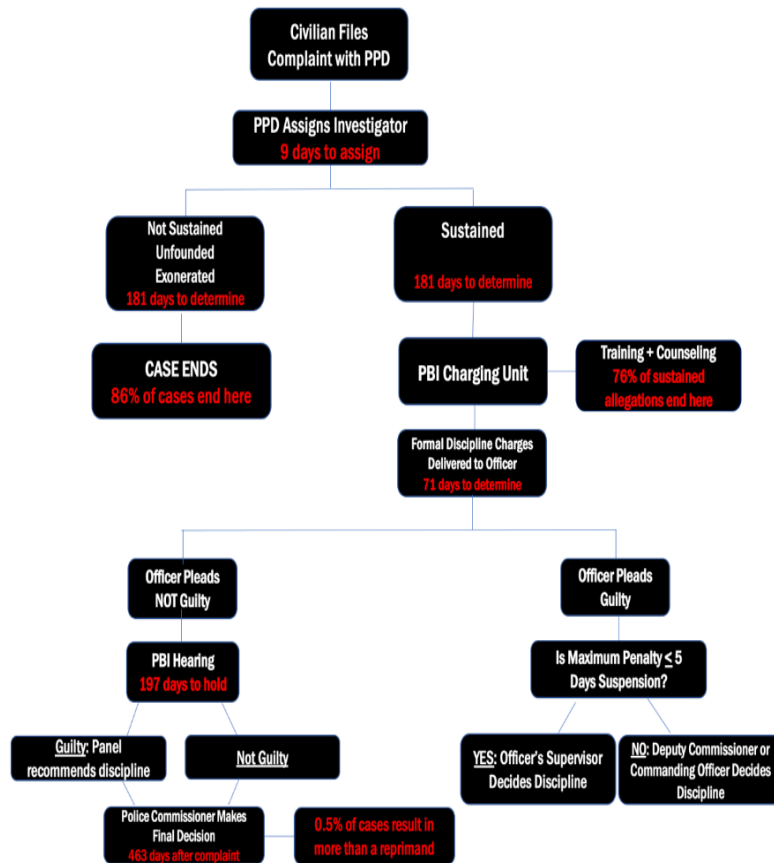 Civilian Files
Complaint with PPD
PPD Assigns Investigator
9 days to assign
Not Sustained
Unfounded
Exonerated
181 days to determine
Sustained
181 days to determine
CASE ENDS
86% of cases end here
PBI Charging Unit
Training + Counseling
76% of sustained
allegations end here
Formal Discipline Charges
Delivered to Officer
71 days to determine
Officer Pleads
NOT Guilty
Officer Pleads
Guilty
PBI Hearing
197 days to hold
Is Maximum Penalty ≤ 5
Days Suspension?
Guilty: Panel
recommends discipline
Not Guilty
YES: Officer's Supervisor
Decides Discipline
NO: Deputy Commissioner or
Commanding Officer Decides
Discipline
Police Commissioner Makes
Final Decision
463 days after complaint
0.5% of cases result in
more than a reprimand